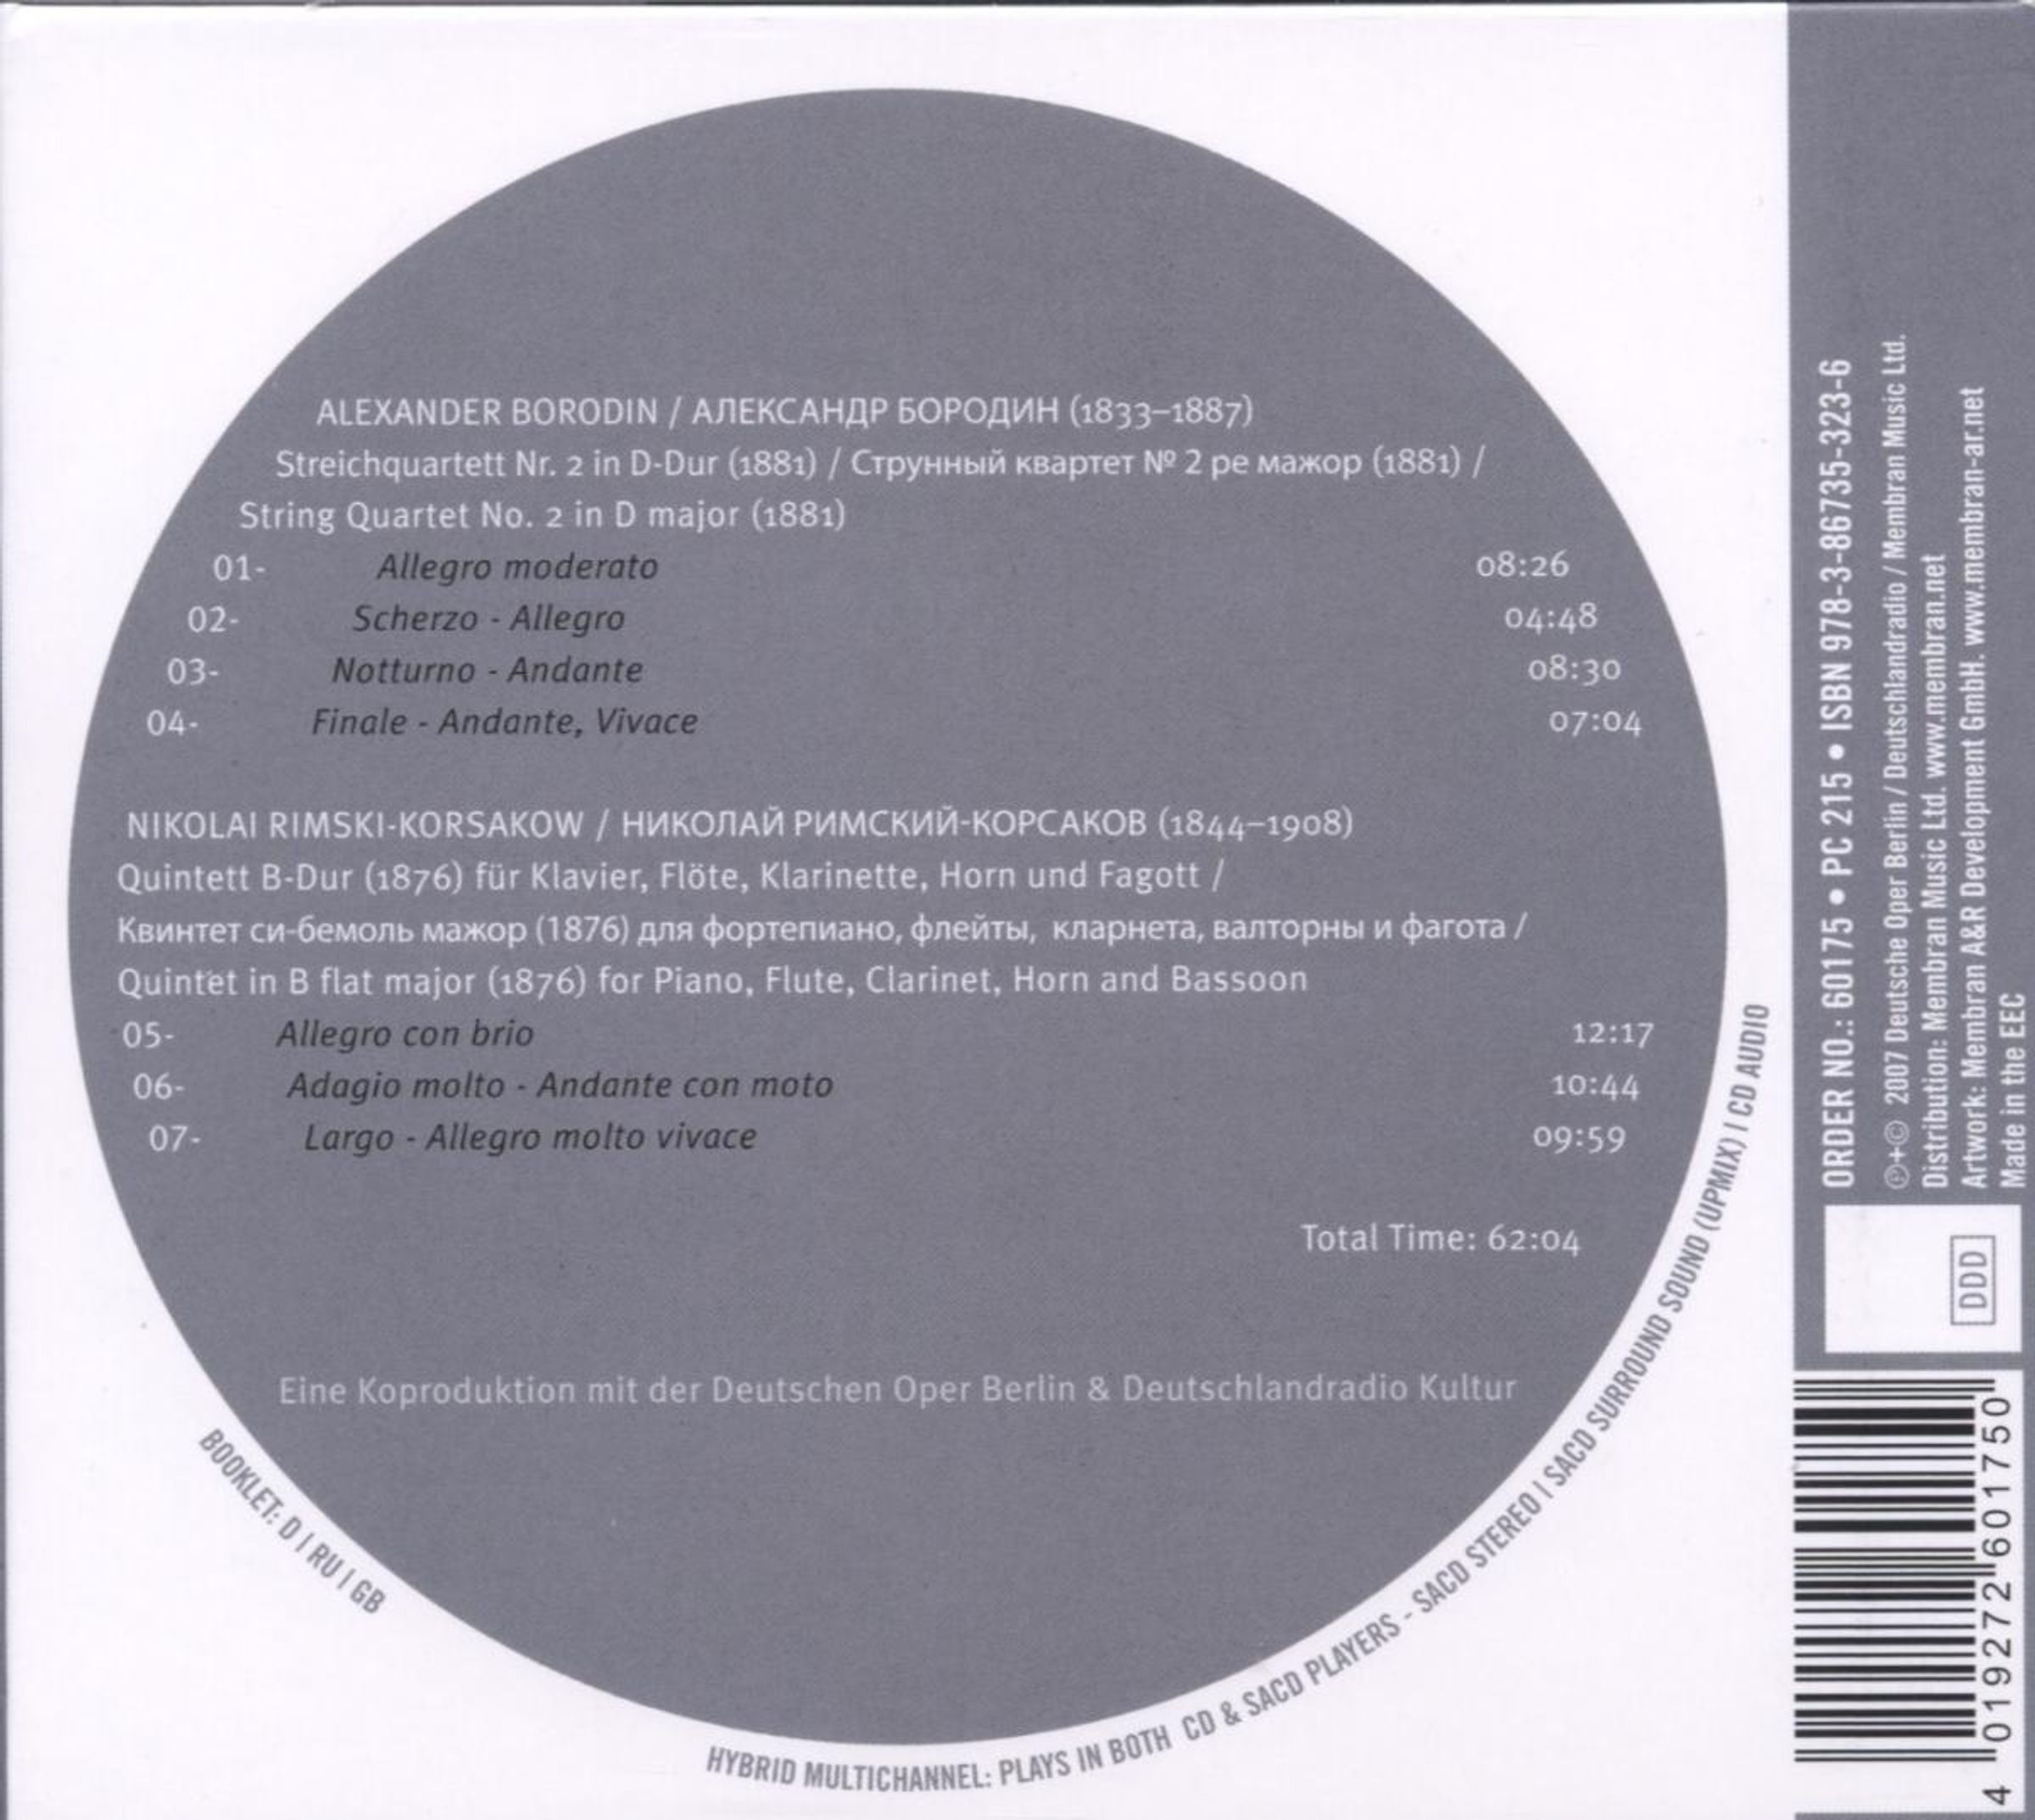 ALEXANDER BORODIN / АЛЕКСАНДР БОРОДИН (1833–1887)
Streichquartett Nr. 2 in D-Dur (1881) / Струнный квартет № 2 ре мажор (1881) /
String Quartet No. 2 in D major (1881)
01- Allegro moderato 08:26
02- Scherzo - Allegro 04:48
03- Notturno - Andante 08:30
04- Finale - Andante, Vivace 07:04
NIKOLAI RIMSKI-KORSAKOW / НИКОЛАЙ РИМСКИЙ-КОРСАКОВ (1844–1908)
Quintett B-Dur (1876) für Klavier, Flöte, Klarinette, Horn und Fagott /
Квинтет си-бемоль мажор (1876) для фортепиано, флейты, кларнета, валторны и фагота /
Quintet in B flat major (1876) for Piano, Flute, Clarinet, Horn and Bassoon
05- Allegro con brio 12:17
06- Adagio molto - Andante con moto 10:44
07- Largo - Allegro molto vivace 09:59
Total Time: 62:04
Eine Koproduktion mit der Deutschen Oper Berlin & Deutschlandradio Kultur
BOOKLET: D | RU | GB
HYBRID MULTICHANNEL: PLAYS IN BOTH CD & SACD PLAYERS - SACD STEREO | SACD SURROUND SOUND (UPMIX) | CD AUDIO
ORDER NO.: 60175 • PC 215 • ISBN 978-3-86735-323-6
℗+© 2007 Deutsche Oper Berlin / Deutschlandradio / Membran Music Ltd.
Distribution: Membran Music Ltd. www.membran.net
Artwork: Membran A&R Development GmbH. www.membran-ar.net
Made in the EEC
DDD
4 019272 601750